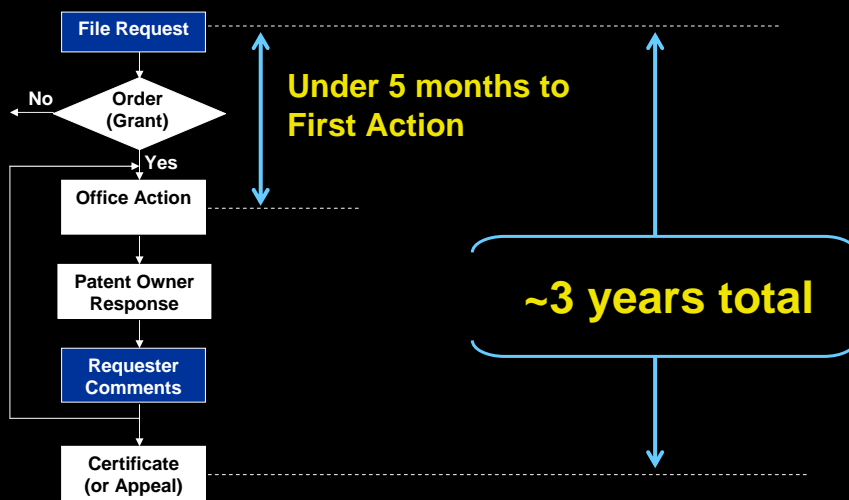 File Request
No
Order
(Grant)
Yes
Under 5 months to
First Action
Office Action
Patent Owner
Response
~3 years total
Requester
Comments
Certificate
(or Appeal)